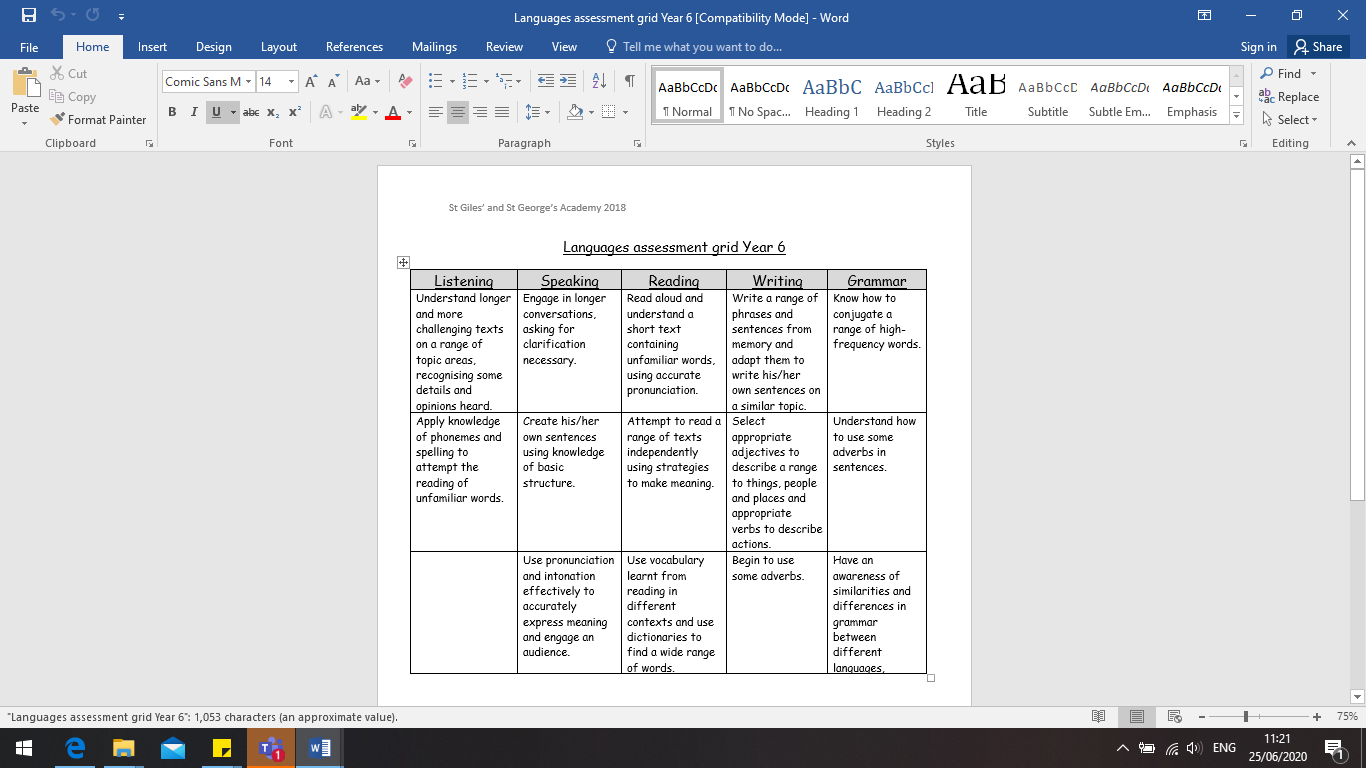 Languages assessment grid Year 6 [Compatibility Mode] - Word
File Home Insert Design Layout References Mailings Review View Tell me what you want to do... Sign in Share
Paste
Cut
Copy
Format Painter
Clipboard
Comic Sans M 14
Font
Paragraph
AaBbCcDc AaBbCcDc AaBbC AaBbCcI AaB AaBbCcD AaBbCcDc AaBbCcDc
¶ Normal ¶ No Spac... Heading 1 Heading 2 Title Subtitle Subtle Em... Emphasis
Styles
Find
Replace
Select
Editing
St Giles’ and St George’s Academy 2018
Languages assessment grid Year 6
Listening Speaking Reading Writing Grammar
Understand longer
and more
challenging texts
on a range of
topic areas,
recognising some
details and
opinions heard.
Engage in longer
conversations,
asking for
clarification
necessary.
Read aloud and
understand a
short text
containing
unfamiliar words,
using accurate
pronunciation.
Write a range of
phrases and
sentences from
memory and
adapt them to
write his/her
own sentences on
a similar topic.
Know how to
conjugate a
range of high-
frequency words.
Apply knowledge
of phonemes and
spelling to
attempt the
reading of
unfamiliar words.
Create his/her
own sentences
using knowledge
of basic
structure.
Attempt to read a
range of texts
independently
using strategies
to make meaning.
Select
appropriate
adjectives to
describe a range
to things, people
and places and
appropriate
verbs to describe
actions.
Understand how
to use some
adverbs in
sentences.
Use pronunciation
and intonation
effectively to
accurately
express meaning
and engage an
audience.
Use vocabulary
learnt from
reading in
different
contexts and use
dictionaries to
find a wide range
of words.
Begin to use
some adverbs.
Have an
awareness of
similarities and
differences in
grammar
between
different
languages,
"Languages assessment grid Year 6": 1,053 characters (an approximate value).
75%
ENG
11:21
25/06/2020
1
1